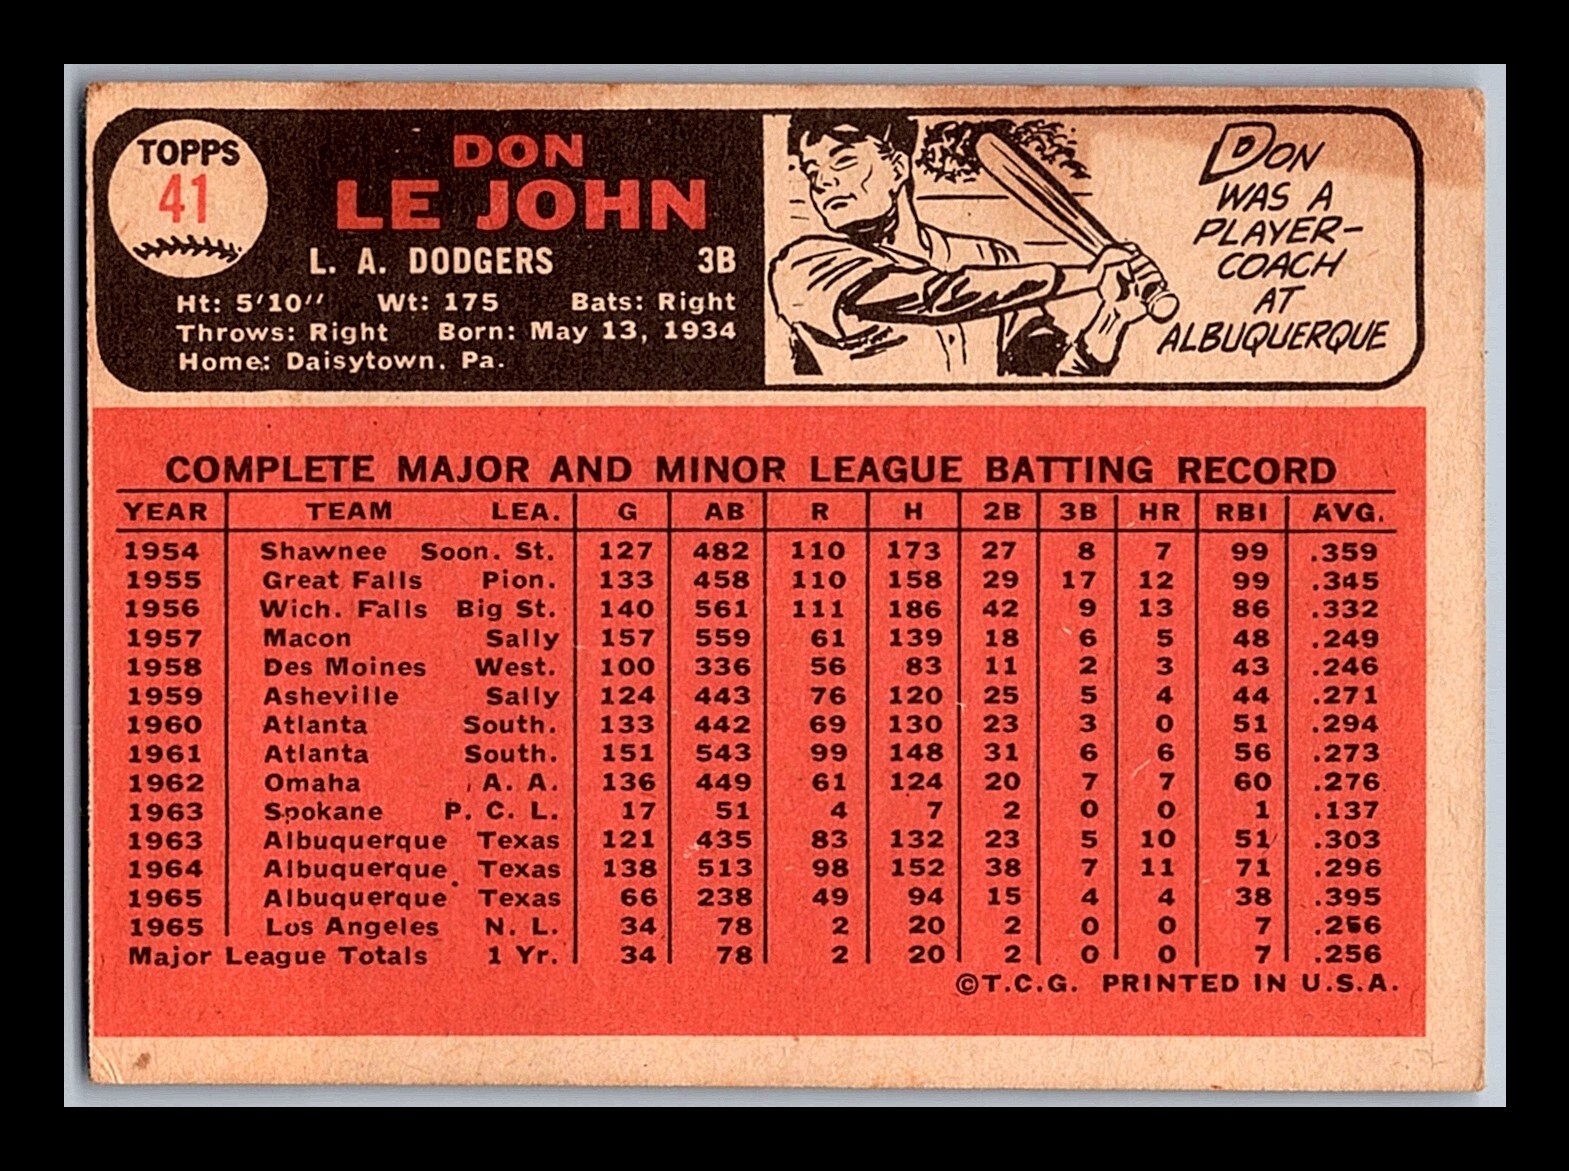 TOPPS
41
DON
LE JOHN
L. A. DODGERS 3B
Ht: 5'10" Wt: 175 Bats: Right
Throws: Right Born: May 13, 1934
Home: Daisytown, Pa.
DON
WAS A
PLAYER-
COACH
AT
ALBUQUERQUE
COMPLETE MAJOR AND MINOR LEAGUE BATTING RECORD
YEAR TEAM LEA. G AB R H 2B 3B HR RBI AVG.
1954 Shawnee Soon. St. 127 482 110 173 27 8 7 99 .359
1955 Great Falls Pion. 133 458 110 158 29 17 12 99 .345
1956 Wich. Falls Big St. 140 561 111 186 42 9 13 86 .332
1957 Macon Sally 157 559 61 139 18 6 5 48 .249
1958 Des Moines West. 100 336 56 83 11 2 3 43 .246
1959 Asheville Sally 124 443 76 120 25 5 4 44 .271
1960 Atlanta South. 133 442 69 130 23 3 0 51 .294
1961 Atlanta South. 151 543 99 148 31 6 6 56 .273
1962 Omaha A. A. 136 449 61 124 20 7 7 60 .276
1963 Spokane P. C. L. 17 51 4 7 2 0 0 1 .137
1963 Albuquerque Texas 121 435 83 132 23 5 10 51 .303
1964 Albuquerque Texas 138 513 98 152 38 7 11 71 .296
1965 Albuquerque Texas 66 238 49 94 15 4 4 38 .395
1965 Los Angeles N. L. 34 78 2 20 2 0 0 7 .256
Major League Totals 1 Yr. 34 78 2 20 2 0 0 7 .256
©T.C.G. PRINTED IN U.S.A.